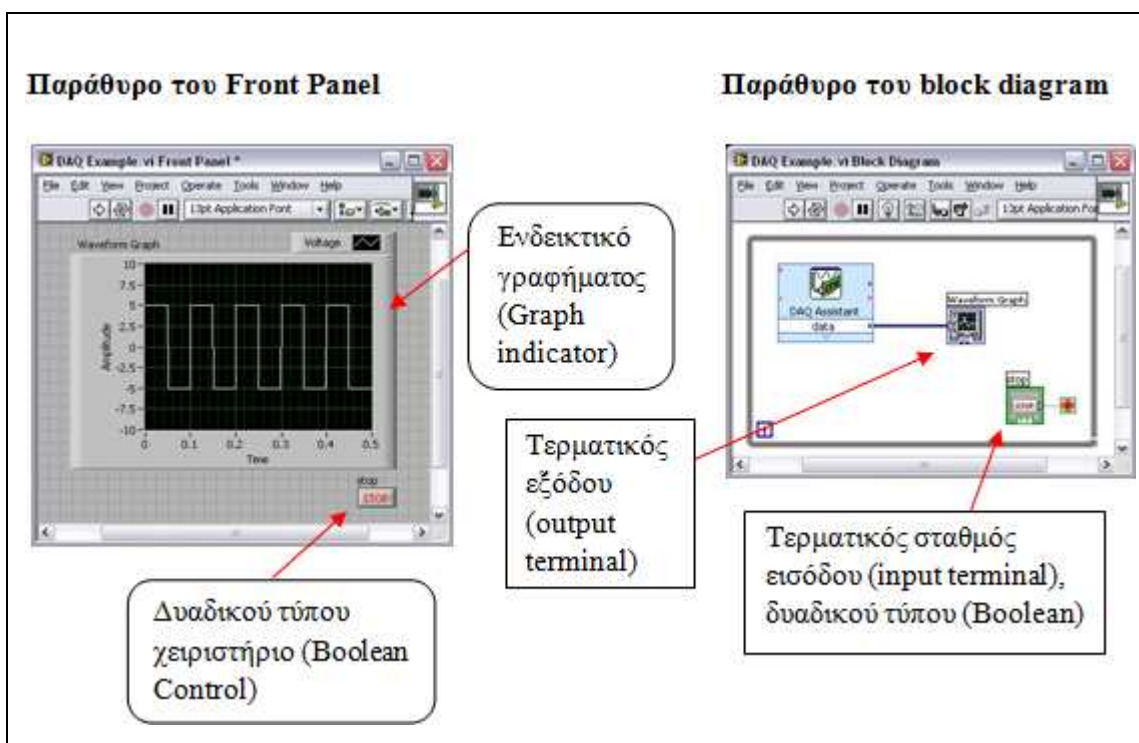 Παράθυρο του Front Panel
Παράθυρο του block diagram
DAQ Example.vi Front Panel *
File Edit View Project Operate Tools Window Help
13pt Application Font
Waveform Graph
Voltage
Amplitude
10
7.5
5
2.5
0
-2.5
-5
-7.5
-10
0 0.1 0.2 0.3 0.4 0.5
Time
stop
STOP
Ενδεικτικό
γραφήματος
(Graph
indicator)
DAQ Example.vi Block Diagram
File Edit View Project Operate Tools Window Help
13pt Application Fo
DAQ Assistant
data
Waveform Graph
stop
i
Τερματικός
εξόδου
(output
terminal)
Τερματικός σταθμός
εισόδου (input terminal),
δυαδικού τύπου (Boolean)
Δυαδικού τύπου
χειριστήριο (Boolean
Control)